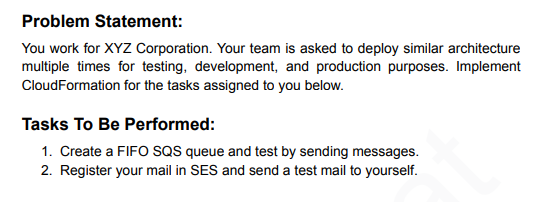 Problem Statement:
You work for XYZ Corporation. Your team is asked to deploy similar architecture
multiple times for testing, development, and production purposes. Implement
CloudFormation for the tasks assigned to you below.
Tasks To Be Performed:
1. Create a FIFO SQS queue and test by sending messages.
2. Register your mail in SES and send a test mail to yourself.